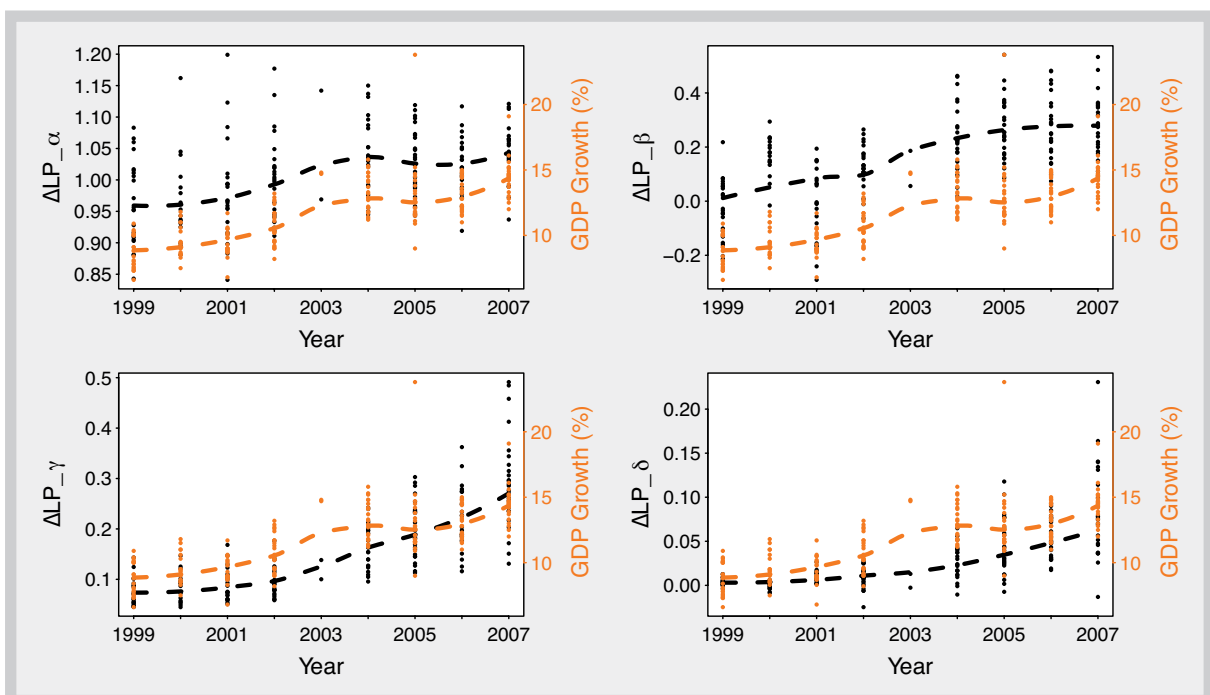 ΔLP_α
1.20
1.15
1.10
1.05
1.00
0.95
0.90
0.85
20
15
10
GDP Growth (%)
1999 2001 2003 2005 2007
Year
ΔLP_β
0.4
0.2
0.0
−0.2
20
15
10
GDP Growth (%)
1999 2001 2003 2005 2007
Year
ΔLP_γ
0.5
0.4
0.3
0.2
0.1
20
15
10
GDP Growth (%)
1999 2001 2003 2005 2007
Year
ΔLP_δ
0.20
0.15
0.10
0.05
0.00
20
15
10
GDP Growth (%)
1999 2001 2003 2005 2007
Year